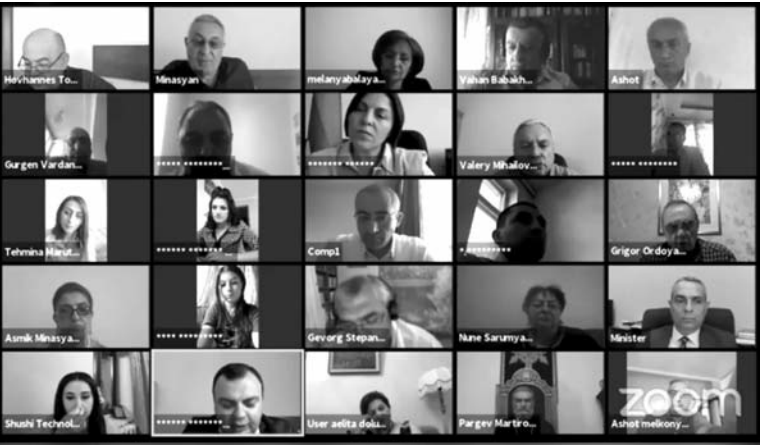 Hovhannes To...
Minasyan
melanyabalaya...
Vahan Babakh...
Ashot
Gurgen Vardan...
***** ********_
******* ******
Valery Mihailov...
***** ********
Tehmina Marut...
****** *******_
Comp1
* *********
Grigor Ordoya...
Asmik Minasya...
**** ********
Gevorg Stepan...
Nune Sarumya...
Minister
Shushi Technol...
****** *******_
User aelita dolu...
Pargev Martiro...
Ashot melkony...
zoom